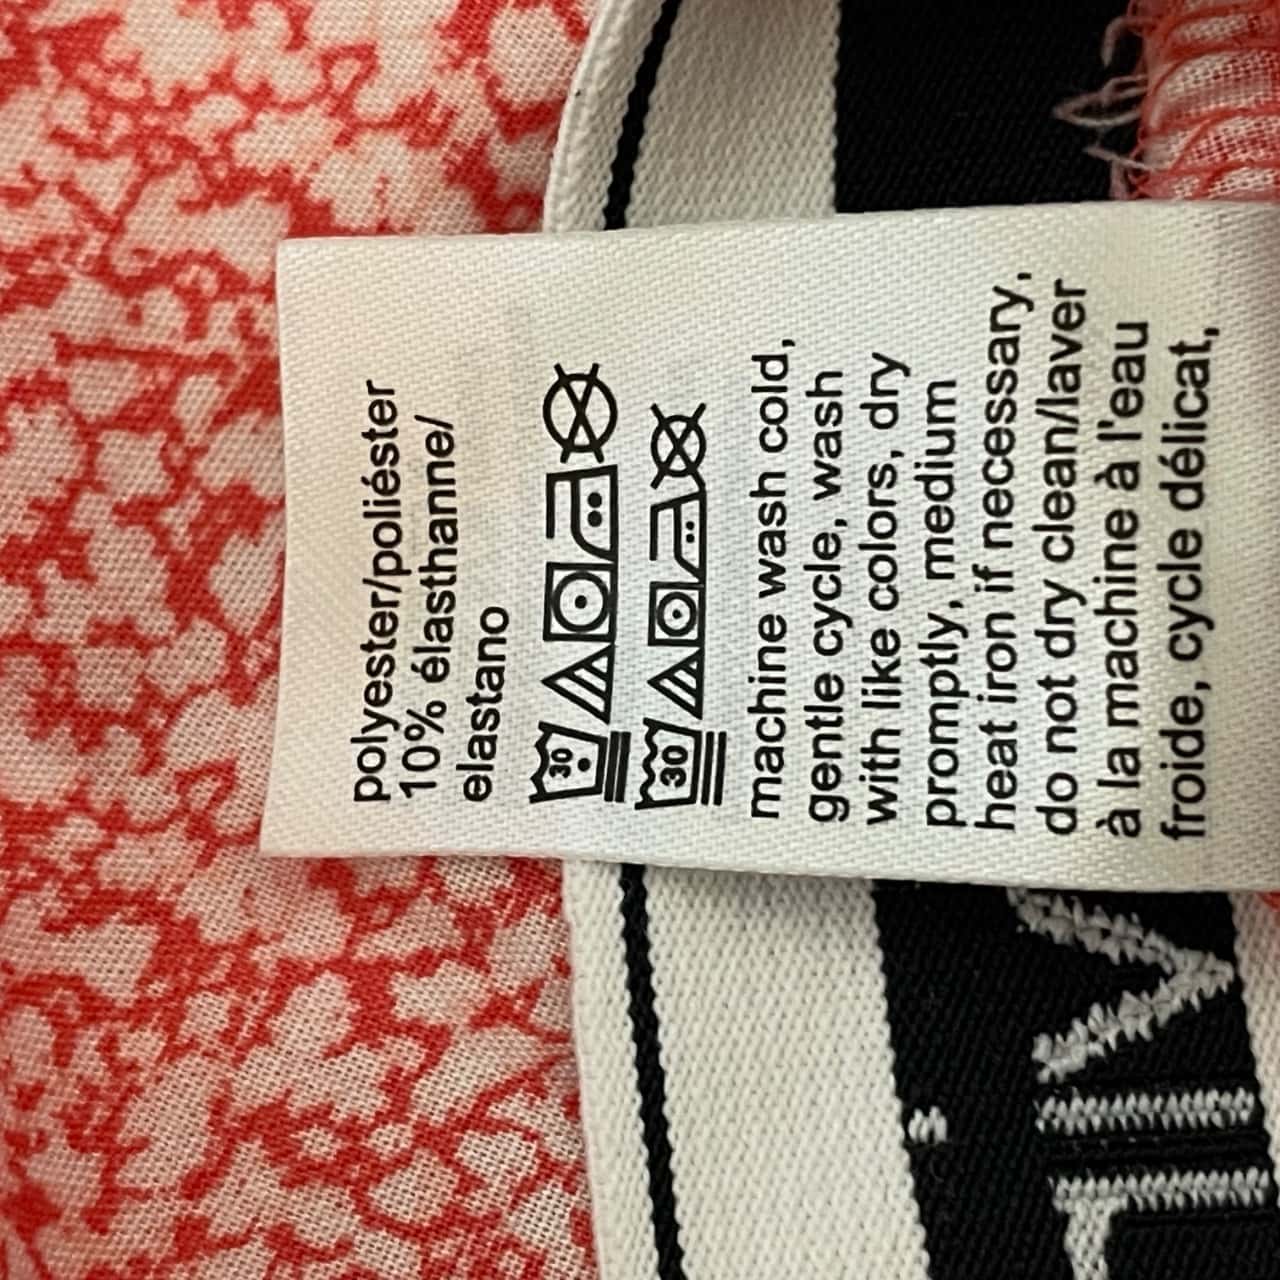 polyester/poliéster
10% élasthanne/
elastano
30
30
machine wash cold,
gentle cycle, wash
with like colors, dry
promptly, medium
heat iron if necessary,
do not dry clean/laver
à la machine à l'eau
froide, cycle délicat,